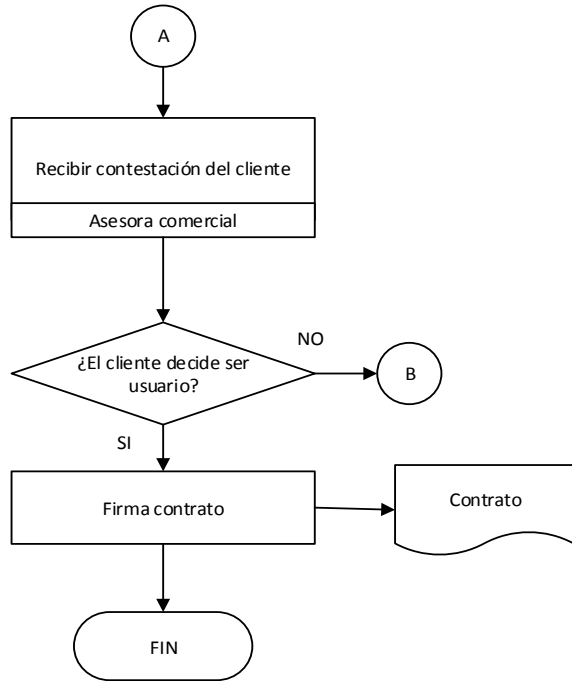 A
Recibir contestación del cliente
Asesora comercial
¿El cliente decide ser
usuario?
NO
B
SI
Firma contrato
Contrato
FIN